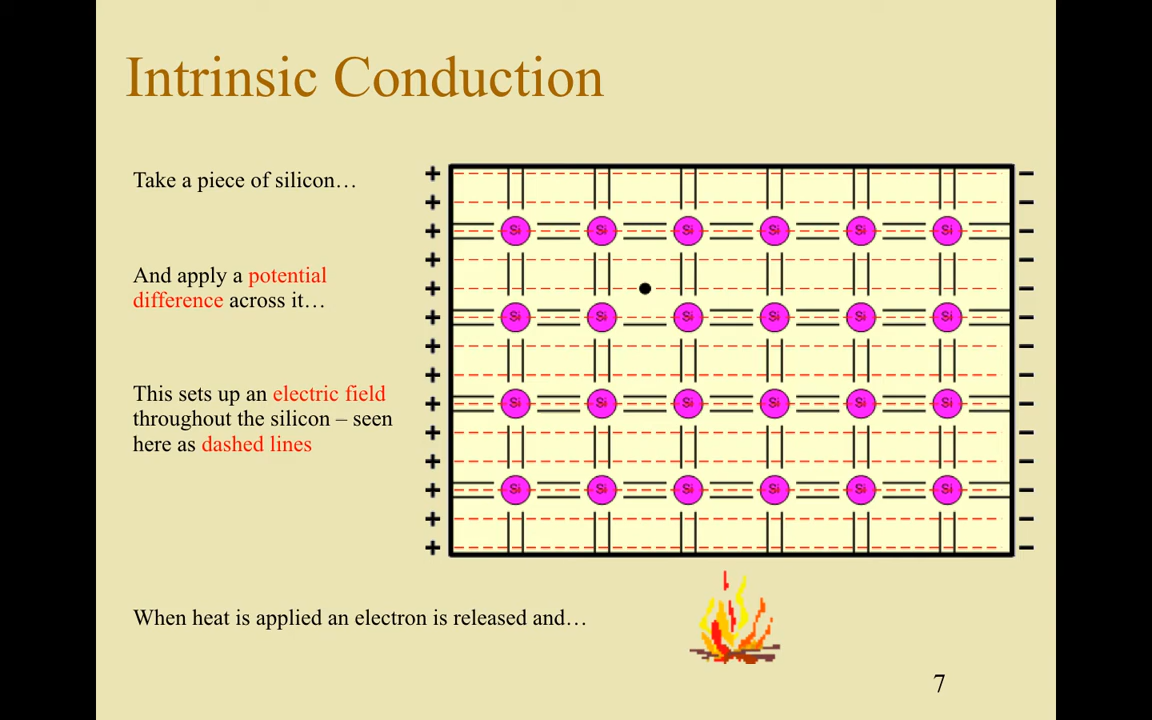 Intrinsic Conduction
Take a piece of silicon…
And apply a potential
difference across it…
This sets up an electric field
throughout the silicon – seen
here as dashed lines
+ −
+ −
+ Si Si Si Si Si Si −
+ −
+ −
+ Si Si Si Si Si Si −
+ −
+ −
+ Si Si Si Si Si Si −
+ −
+ −
+ Si Si Si Si Si Si −
+ −
+ −
When heat is applied an electron is released and…
7